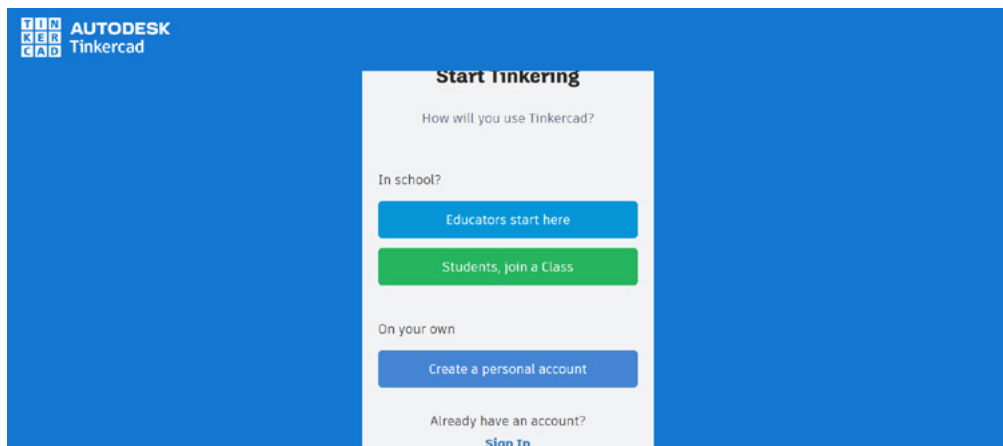 TIN
KER
CAD
AUTODESK
Tinkercad
Start Tinkering
How will you use Tinkercad?
In school?
Educators start here
Students, join a Class
On your own
Create a personal account
Already have an account?
Sign In